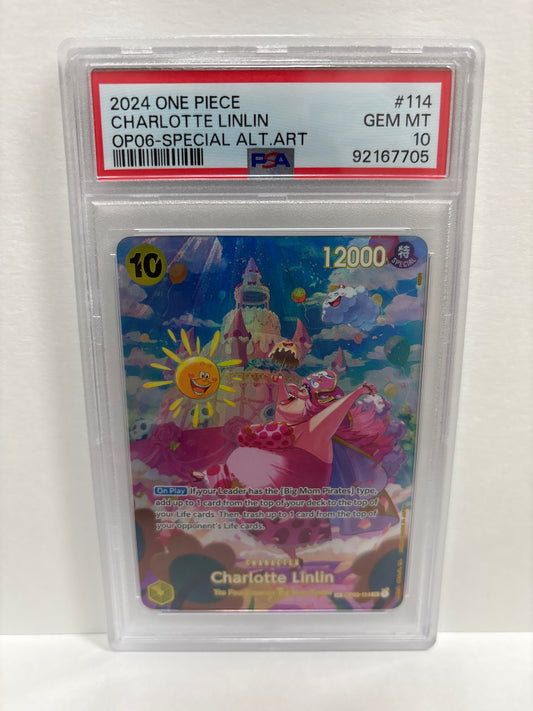 2024 ONE PIECE #114
CHARLOTTE LINLIN GEM MT
OP06-SPECIAL ALT.ART 10
PSA 92167705
10
12000 特
SPECIAL
On Play If your Leader has the {Big Mom Pirates} type,
add up to 1 card from the top of your deck to the top of
your Life cards. Then, trash up to 1 card from the top of
your opponent's Life cards.
CHARACTER
Charlotte Linlin
The Four